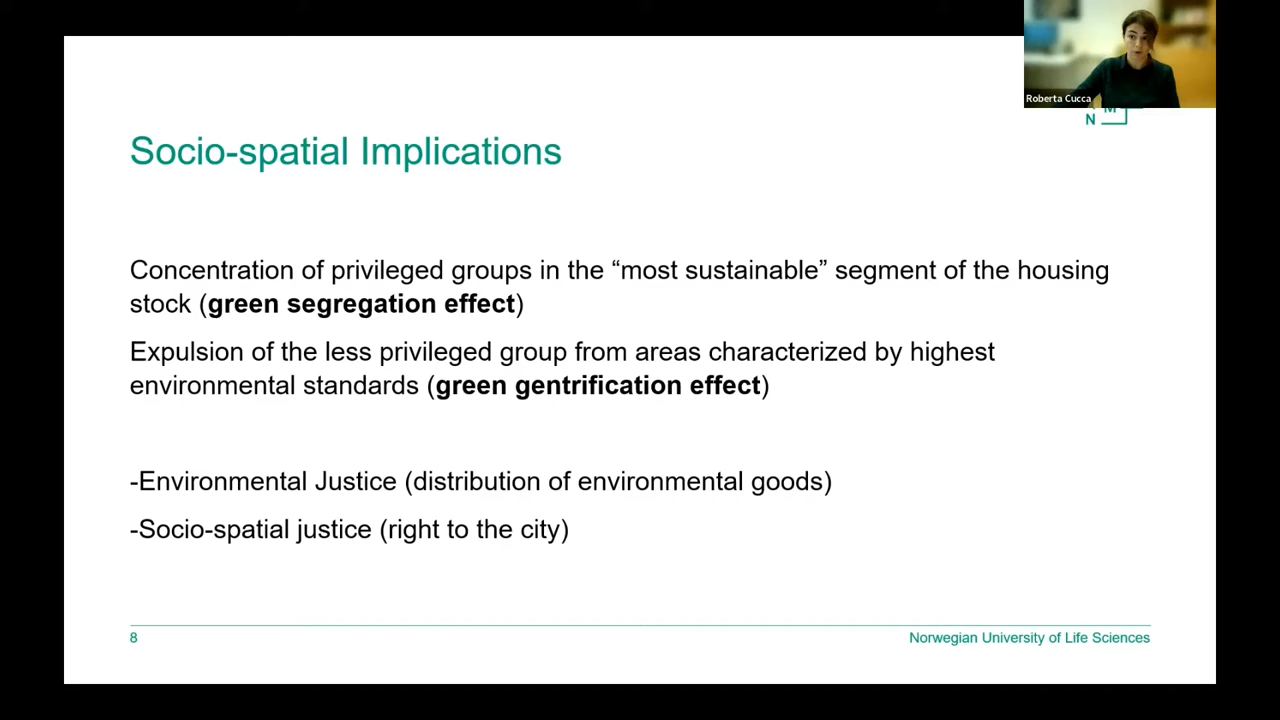 Roberta Cucca
N M
Socio-spatial Implications
Concentration of privileged groups in the “most sustainable” segment of the housing
stock (green segregation effect)
Expulsion of the less privileged group from areas characterized by highest
environmental standards (green gentrification effect)
-Environmental Justice (distribution of environmental goods)
-Socio-spatial justice (right to the city)
8
Norwegian University of Life Sciences